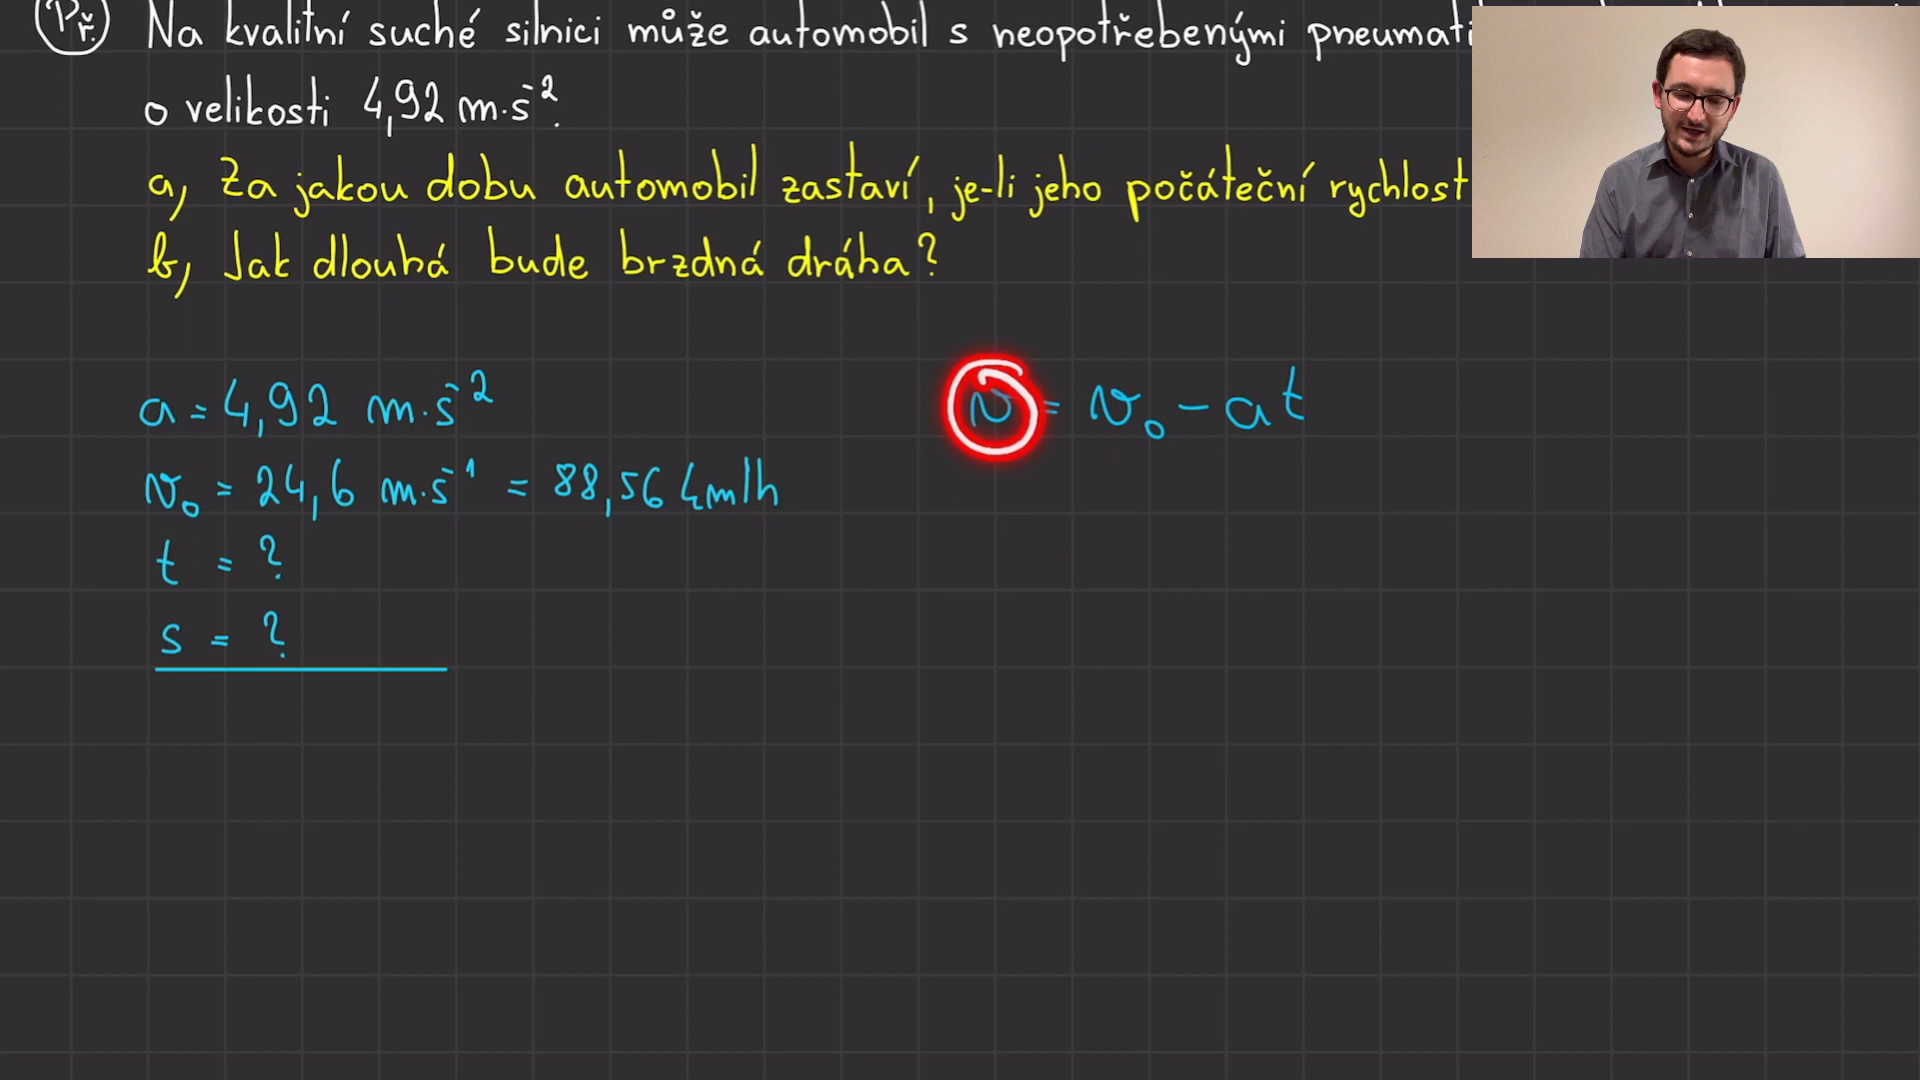 Př. Na kvalitní suché silnici může automobil s neopotřebenými
o velikosti 4,92 m·s⁻².
a, Za jakou dobu automobil zastaví, je-li jeho počáteční rychlost
b, Jak dlouhá bude brzdná dráha?
a = 4,92 m·s⁻²
v₀ = 24,6 m·s⁻¹ = 88,56 km/h
t = ?
s = ?
v = v₀ - at